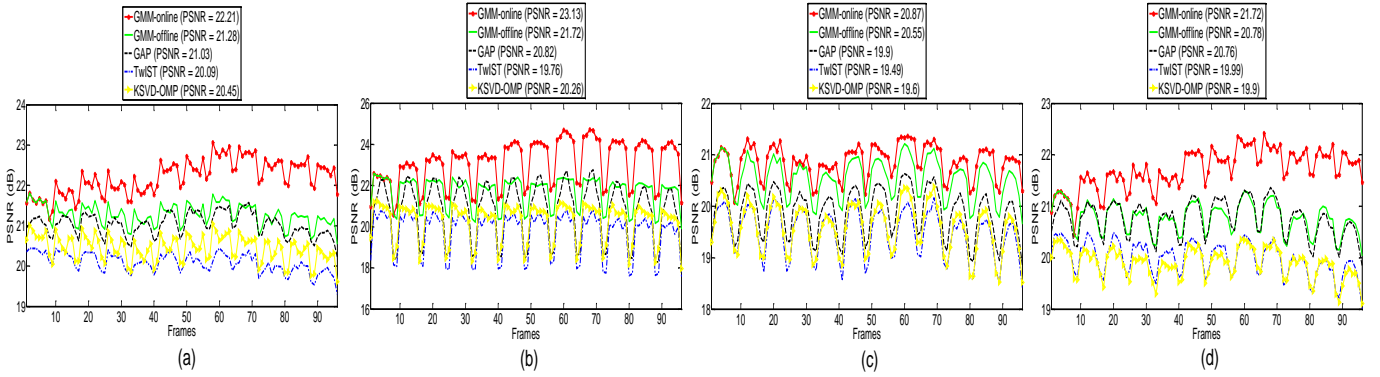 GMM-online (PSNR = 22.21)
GMM-offline (PSNR = 21.28)
GAP (PSNR = 21.03)
TwIST (PSNR = 20.09)
KSVD-OMP (PSNR = 20.45)
24
23
22
21
20
19
PSNR (dB)
10 20 30 40 50 60 70 80 90
Frames
(a)
GMM-online (PSNR = 23.13)
GMM-offline (PSNR = 21.72)
GAP (PSNR = 20.82)
TwIST (PSNR = 19.76)
KSVD-OMP (PSNR = 20.26)
26
24
22
20
18
16
PSNR (dB)
10 20 30 40 50 60 70 80 90
Frames
(b)
GMM-online (PSNR = 20.87)
GMM-offline (PSNR = 20.55)
GAP (PSNR = 19.9)
TwIST (PSNR = 19.49)
KSVD-OMP (PSNR = 19.6)
22
21
20
19
18
PSNR (dB)
10 20 30 40 50 60 70 80 90
Frames
(c)
GMM-online (PSNR = 21.72)
GMM-offline (PSNR = 20.78)
GAP (PSNR = 20.76)
TwIST (PSNR = 19.99)
KSVD-OMP (PSNR = 19.9)
23
22
21
20
19
PSNR (dB)
10 20 30 40 50 60 70 80 90
Frames
(d)